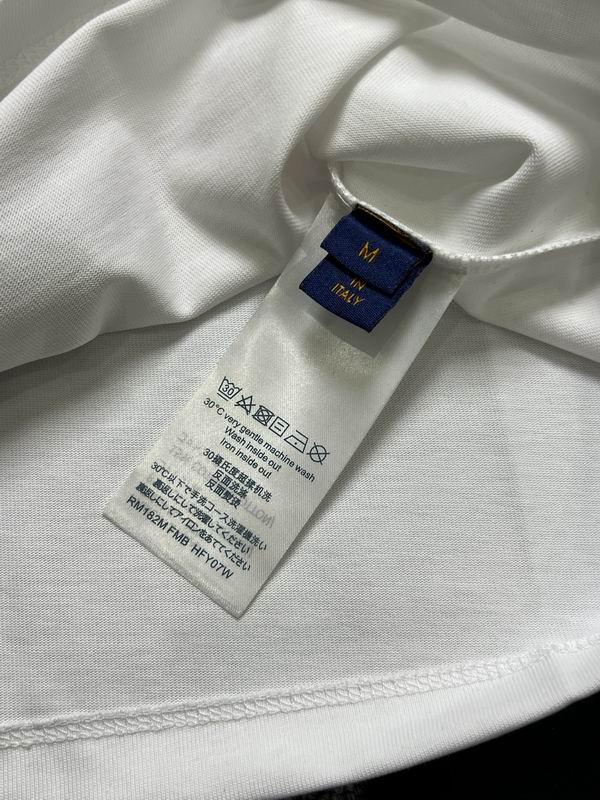 M
IN
ITALY
30
30°C very gentle machine wash
Wash inside out
Iron inside out
30攝氏度超接机洗
反面洗涤
反面熨烫
30℃以下で手洗コース洗濯機洗い
裏返しにして洗濯してください
裏返しにしてアイロンをあててください
RM182M FMB HFY07W